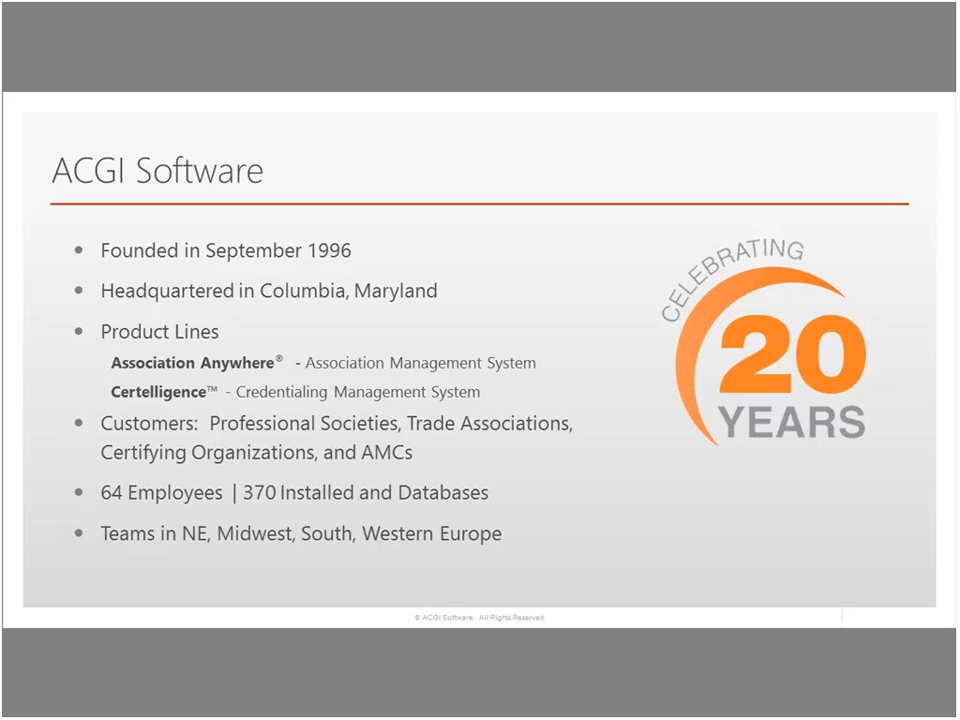 ACGI Software
• Founded in September 1996
• Headquartered in Columbia, Maryland
• Product Lines
Association Anywhere® - Association Management System
Certelligence™ - Credentialing Management System
• Customers: Professional Societies, Trade Associations,
Certifying Organizations, and AMCs
• 64 Employees | 370 Installed and Databases
• Teams in NE, Midwest, South, Western Europe
CELEBRATING
20
YEARS
© ACGI Software. All Rights Reserved